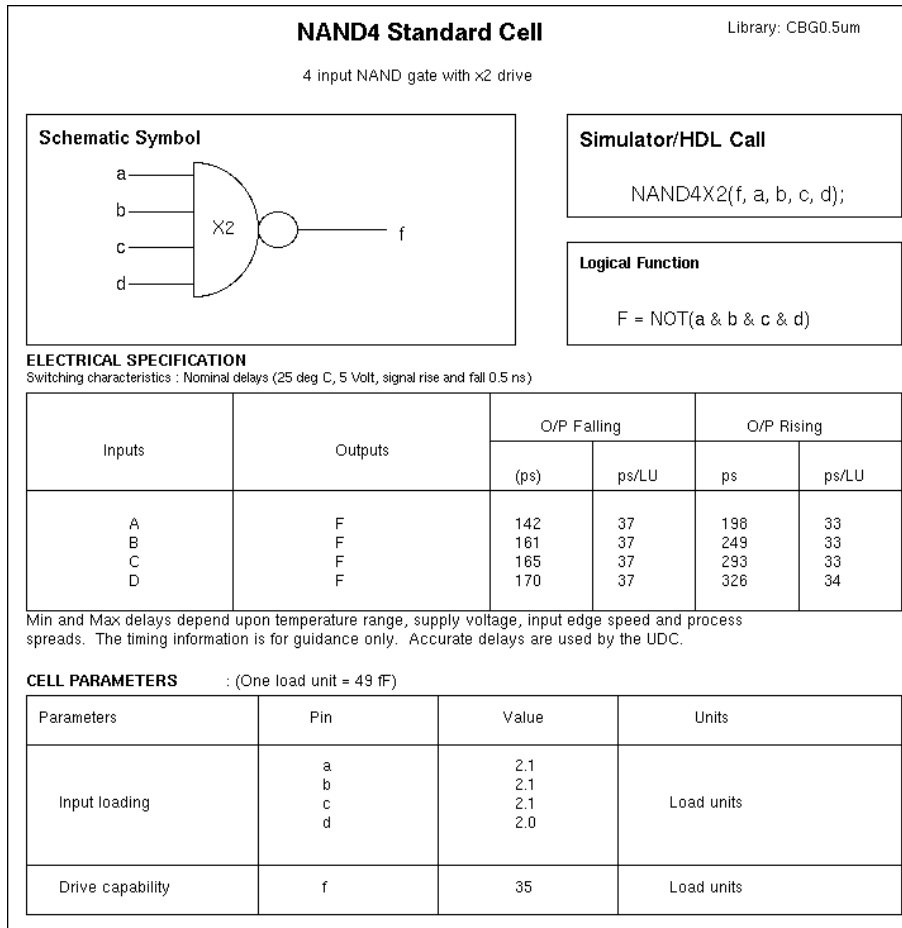 NAND4 Standard Cell
Library: CBG0.5um
4 input NAND gate with x2 drive
Schematic Symbol
a
b
c
d
X2
f
Simulator/HDL Call
NAND4X2(f, a, b, c, d);
Logical Function
F = NOT(a & b & c & d)
ELECTRICAL SPECIFICATION
Switching characteristics : Nominal delays (25 deg C, 5 Volt, signal rise and fall 0.5 ns)
Inputs Outputs O/P Falling O/P Rising
(ps) ps/LU ps ps/LU
A F 142 37 198 33
B F 161 37 249 33
C F 165 37 293 33
D F 170 37 326 34
Min and Max delays depend upon temperature range, supply voltage, input edge speed and process
spreads. The timing information is for guidance only. Accurate delays are used by the UDC.
CELL PARAMETERS : (One load unit = 49 fF)
Parameters Pin Value Units
Input loading
a 2.1
b 2.1
c 2.1
d 2.0
Load units
Drive capability f 35 Load units